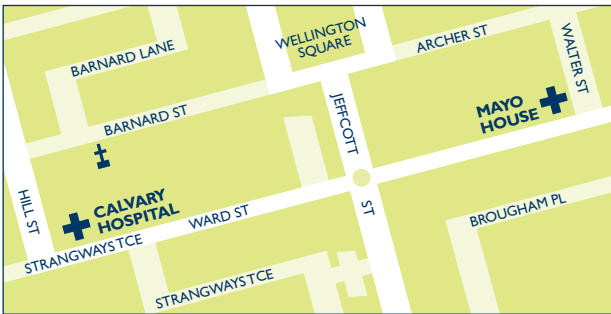 WELLINGTON
SQUARE
BARNARD LANE
ARCHER ST
WALTER ST
BARNARD ST
JEFFCOTT
MAYO
HOUSE
HILL ST
CALVARY
HOSPITAL
WARD ST
ST
BROUGHAM PL
STRANGWAYS TCE
STRANGWAYS TCE